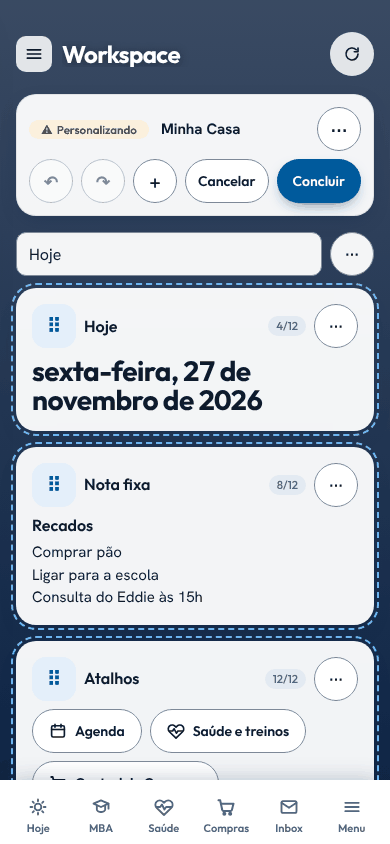 Workspace
Personalizando
Minha Casa
Cancelar
Concluir
Hoje
Hoje
4/12
sexta-feira, 27 de
novembro de 2026
Nota fixa
8/12
Recados
Comprar pão
Ligar para a escola
Consulta do Eddie às 15h
Atalhos
12/12
Agenda
Saúde e treinos
Hoje
MBA
Saúde
Compras
Inbox
Menu